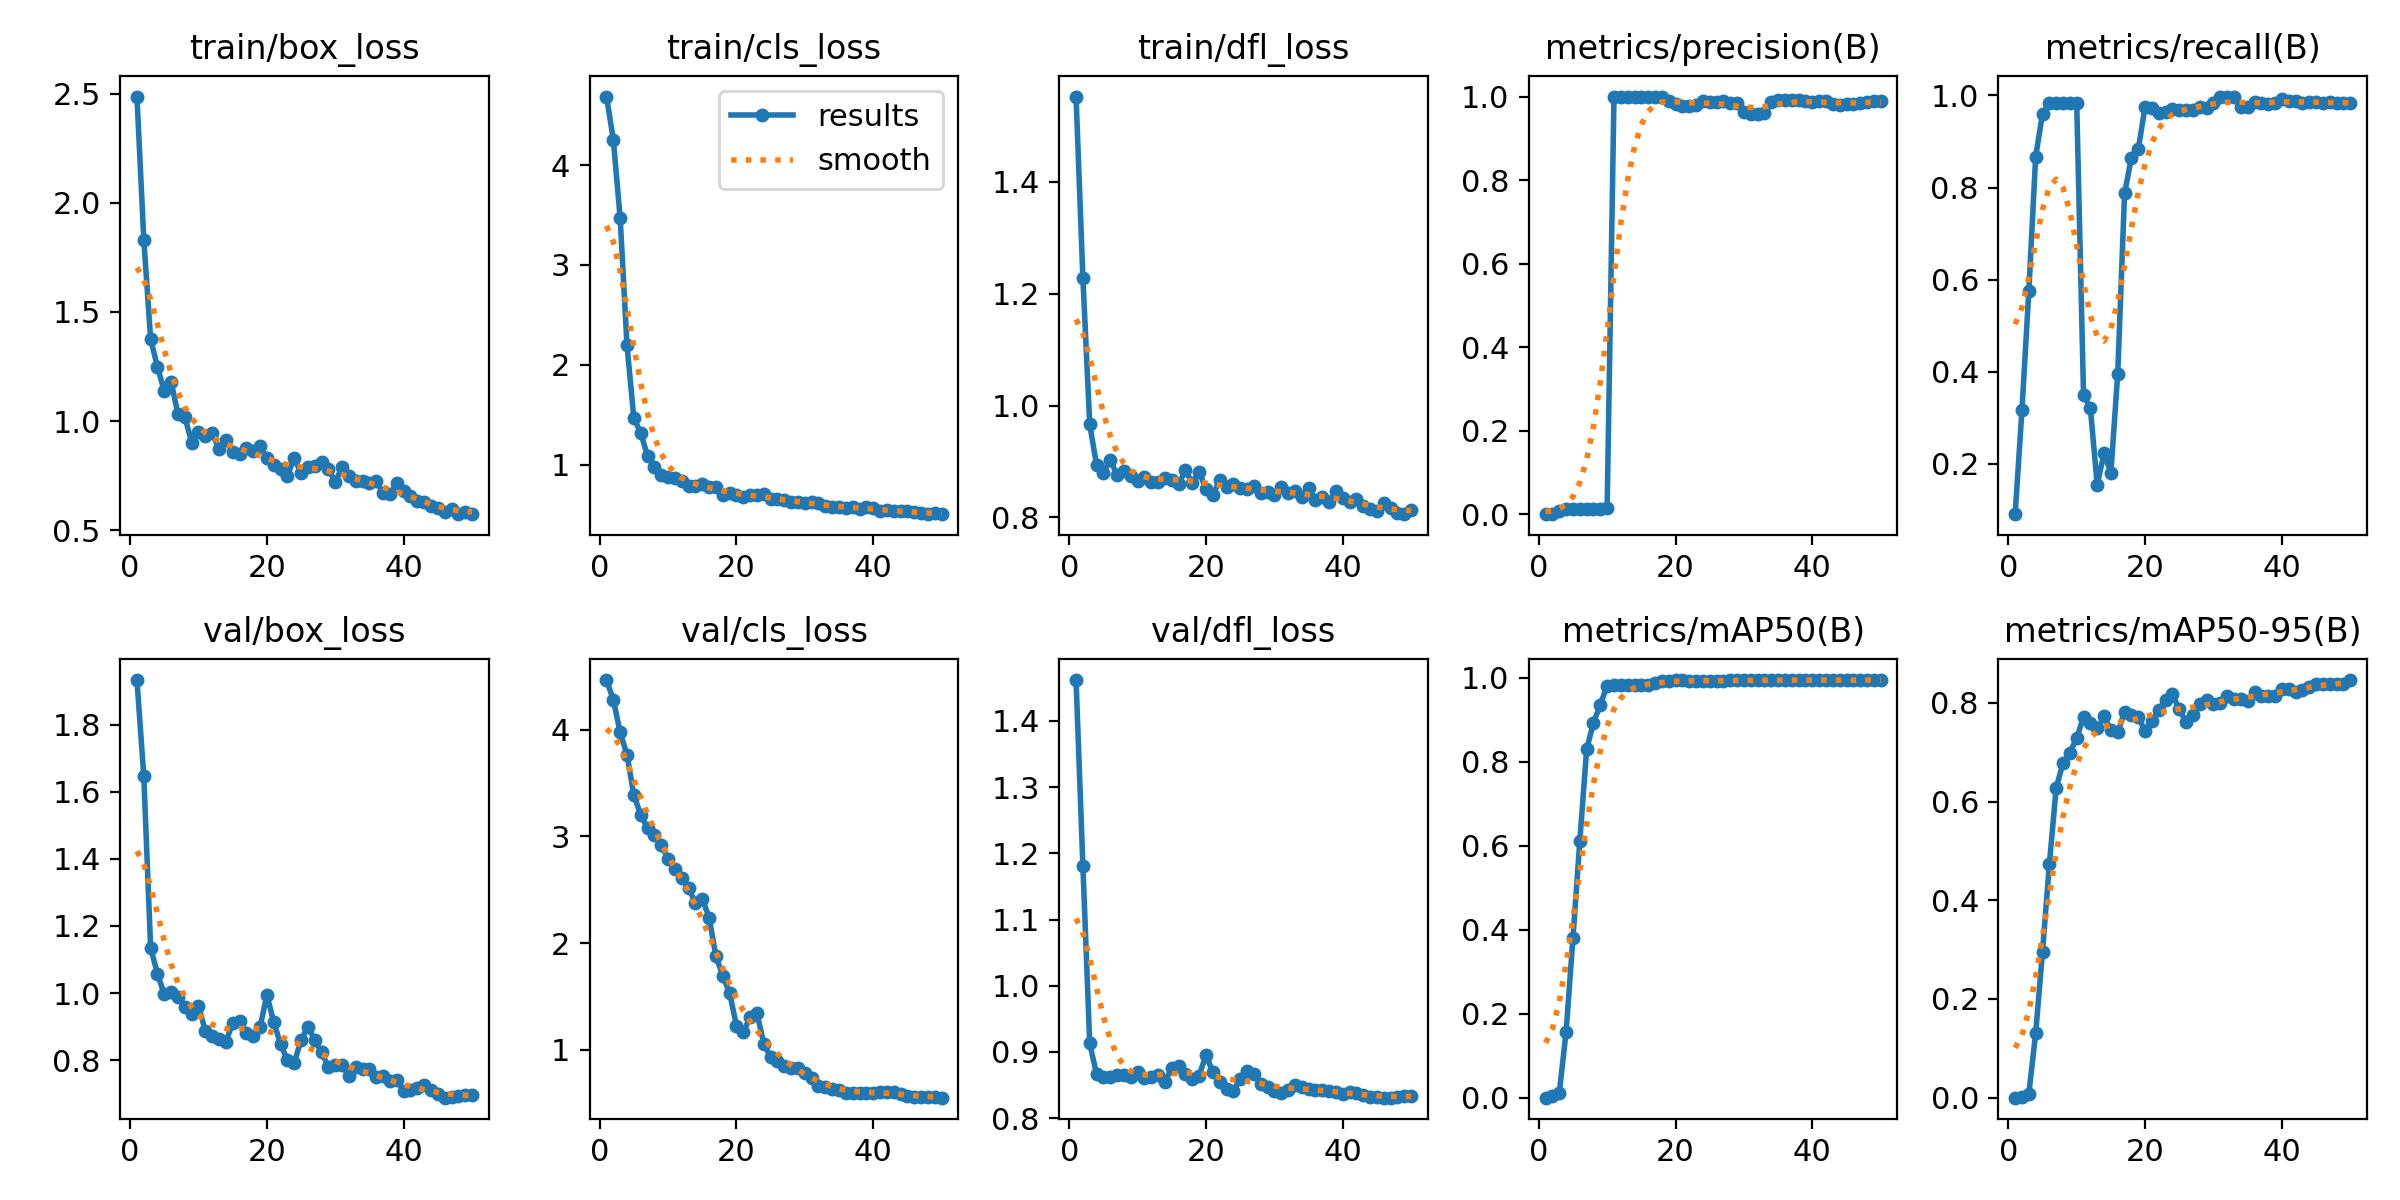 train/box_loss
2.5
2.0
1.5
1.0
0.5
0 20 40
train/cls_loss
results
smooth
4
3
2
1
0 20 40
train/dfl_loss
1.4
1.2
1.0
0.8
0 20 40
metrics/precision(B)
1.0
0.8
0.6
0.4
0.2
0.0
0 20 40
metrics/recall(B)
1.0
0.8
0.6
0.4
0.2
0 20 40
val/box_loss
1.8
1.6
1.4
1.2
1.0
0.8
0 20 40
val/cls_loss
4
3
2
1
0 20 40
val/dfl_loss
1.4
1.3
1.2
1.1
1.0
0.9
0.8
0 20 40
metrics/mAP50(B)
1.0
0.8
0.6
0.4
0.2
0.0
0 20 40
metrics/mAP50-95(B)
0.8
0.6
0.4
0.2
0.0
0 20 40